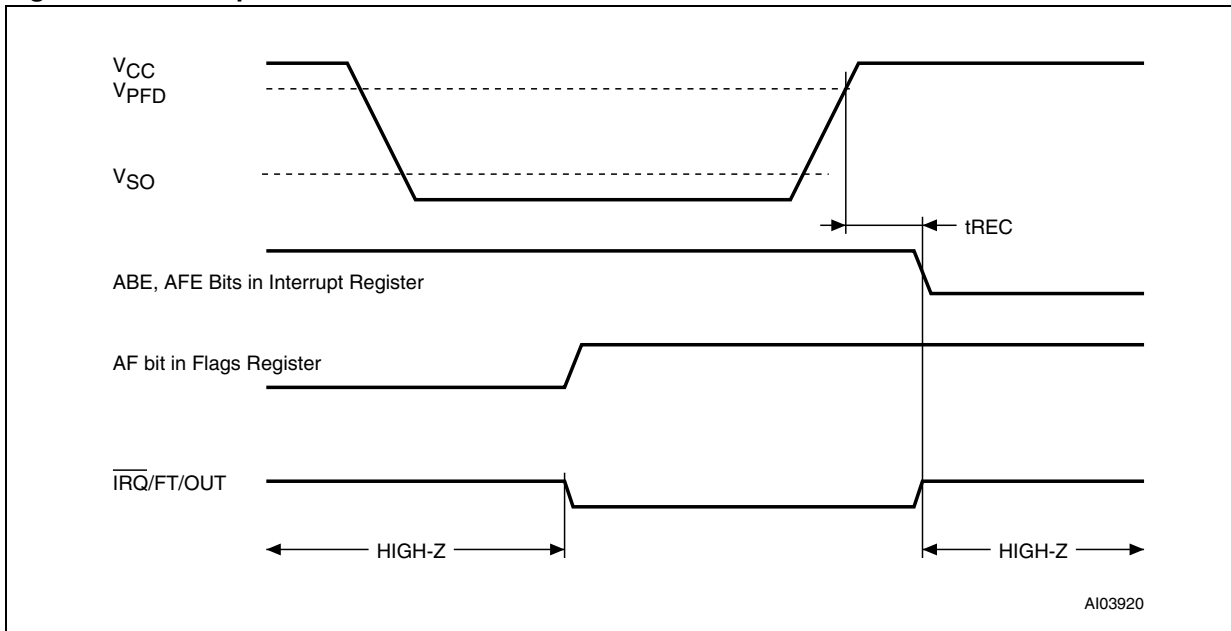 VCC
VPFD
VSO
tREC
ABE, AFE Bits in Interrupt Register
AF bit in Flags Register
IRQ/FT/OUT
HIGH-Z
HIGH-Z
AI03920